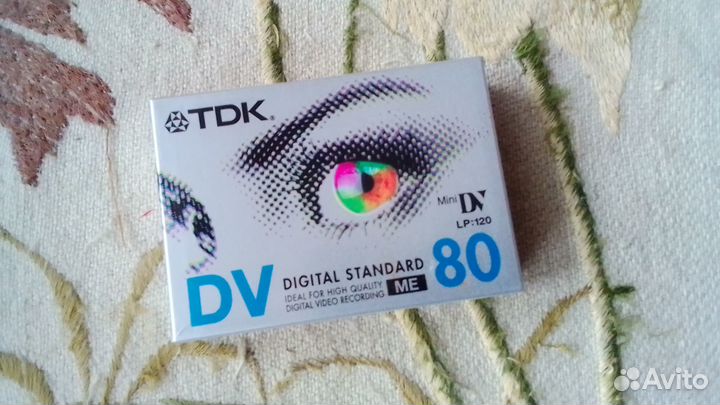 TDK®
Mini DV
LP:120
DV DIGITAL STANDARD 80
IDEAL FOR HIGH QUALITY
DIGITAL VIDEO RECORDING ME
Avito